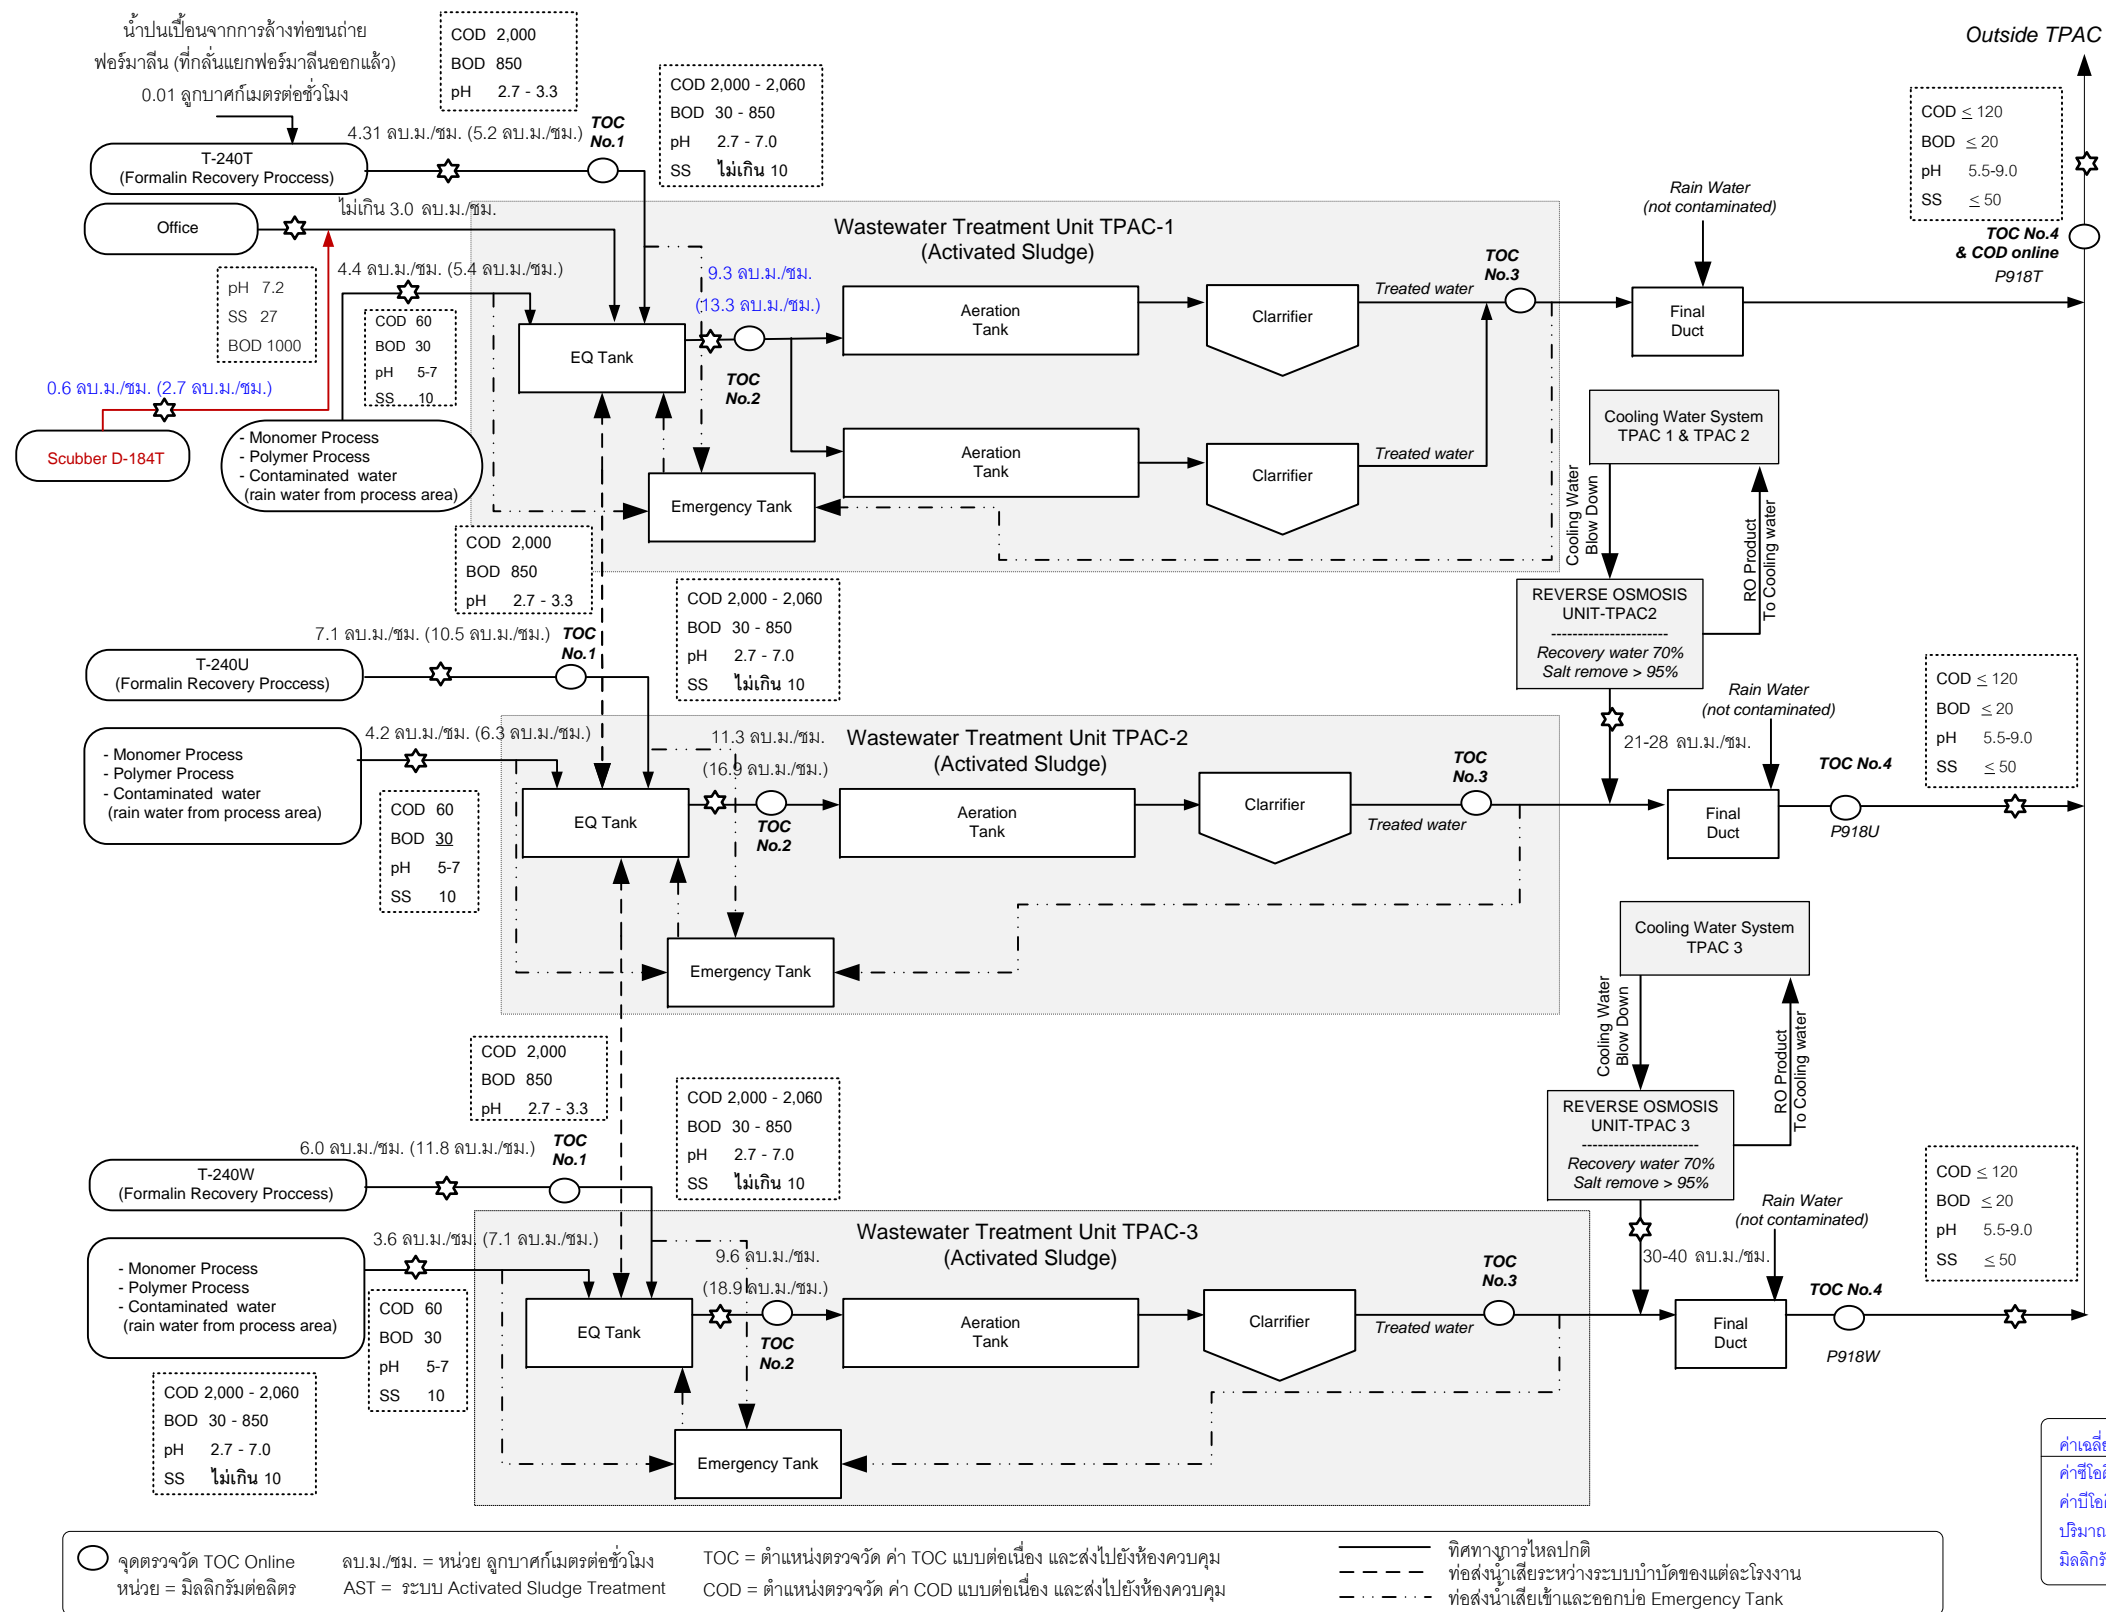 น้ำปนเปื้อนจากการล้างท่อขนถ่าย
ฟอร์มาลีน (ที่กลั่นแยกฟอร์มาลีนออกแล้ว)
0.01 ลูกบาศก์เมตรต่อชั่วโมง
COD 2,000
BOD 850
pH 2.7 - 3.3
COD 2,000 - 2,060
BOD 30 - 850
pH 2.7 - 7.0
SS ไม่เกิน 10
Outside TPAC
COD ≤ 120
BOD ≤ 20
pH 5.5-9.0
SS ≤ 50
TOC No.4
& COD online
P918T
T-240T
(Formalin Recovery Proccess)
4.31 ลบ.ม./ชม. (5.2 ลบ.ม./ชม.)
TOC
No.1
Office
ไม่เกิน 3.0 ลบ.ม./ชม.
pH 7.2
SS 27
BOD 1000
4.4 ลบ.ม./ชม. (5.4 ลบ.ม./ชม.)
COD 60
BOD 30
pH 5-7
SS 10
0.6 ลบ.ม./ชม. (2.7 ลบ.ม./ชม.)
Scubber D-184T
- Monomer Process
- Polymer Process
- Contaminated water
(rain water from process area)
Wastewater Treatment Unit TPAC-1
(Activated Sludge)
9.3 ลบ.ม./ชม.
(13.3 ลบ.ม./ชม.)
EQ Tank
TOC
No.2
Aeration
Tank
Clarrifier
Treated water
TOC
No.3
Aeration
Tank
Clarrifier
Treated water
Emergency Tank
Rain Water
(not contaminated)
Final
Duct
Cooling Water System
TPAC 1 & TPAC 2
Cooling Water
Blow Down
RO Product
To Cooling water
REVERSE OSMOSIS
UNIT-TPAC2
----------------------
Recovery water 70%
Salt remove > 95%
21-28 ลบ.ม./ชม.
COD 2,000
BOD 850
pH 2.7 - 3.3
COD 2,000 - 2,060
BOD 30 - 850
pH 2.7 - 7.0
SS ไม่เกิน 10
7.1 ลบ.ม./ชม. (10.5 ลบ.ม./ชม.)
TOC
No.1
T-240U
(Formalin Recovery Proccess)
4.2 ลบ.ม./ชม. (6.3 ลบ.ม./ชม.)
- Monomer Process
- Polymer Process
- Contaminated water
(rain water from process area)
COD 60
BOD 30
pH 5-7
SS 10
Wastewater Treatment Unit TPAC-2
(Activated Sludge)
11.3 ลบ.ม./ชม.
(16.9 ลบ.ม./ชม.)
EQ Tank
TOC
No.2
Aeration
Tank
Clarrifier
Treated water
TOC
No.3
Emergency Tank
Rain Water
(not contaminated)
Final
Duct
TOC No.4
P918U
COD ≤ 120
BOD ≤ 20
pH 5.5-9.0
SS ≤ 50
Cooling Water System
TPAC 3
Cooling Water
Blow Down
RO Product
To Cooling water
REVERSE OSMOSIS
UNIT-TPAC 3
----------------------
Recovery water 70%
Salt remove > 95%
30-40 ลบ.ม./ชม.
COD 2,000
BOD 850
pH 2.7 - 3.3
COD 2,000 - 2,060
BOD 30 - 850
pH 2.7 - 7.0
SS ไม่เกิน 10
6.0 ลบ.ม./ชม. (11.8 ลบ.ม./ชม.)
TOC
No.1
T-240W
(Formalin Recovery Proccess)
3.6 ลบ.ม./ชม. (7.1 ลบ.ม./ชม.)
- Monomer Process
- Polymer Process
- Contaminated water
(rain water from process area)
COD 60
BOD 30
pH 5-7
SS 10
COD 2,000 - 2,060
BOD 30 - 850
pH 2.7 - 7.0
SS ไม่เกิน 10
Wastewater Treatment Unit TPAC-3
(Activated Sludge)
9.6 ลบ.ม./ชม.
(18.9 ลบ.ม./ชม.)
EQ Tank
TOC
No.2
Aeration
Tank
Clarrifier
Treated water
TOC
No.3
Emergency Tank
Rain Water
(not contaminated)
Final
Duct
TOC No.4
P918W
COD ≤ 120
BOD ≤ 20
pH 5.5-9.0
SS ≤ 50
จุดตรวจวัด TOC Online
หน่วย = มิลลิกรัมต่อลิตร
ลบ.ม./ชม. = หน่วย ลูกบาศก์เมตรต่อชั่วโมง
AST = ระบบ Activated Sludge Treatment
TOC = ตำแหน่งตรวจวัด ค่า TOC แบบต่อเนื่อง และส่งไปยังห้องควบคุม
COD = ตำแหน่งตรวจวัด ค่า COD แบบต่อเนื่อง และส่งไปยังห้องควบคุม
ทิศทางการไหลปกติ
ท่อส่งน้ำเสียระหว่างระบบบำบัดของแต่ละโรงงาน
ท่อส่งน้ำเสียเข้าและออกบ่อ Emergency Tank